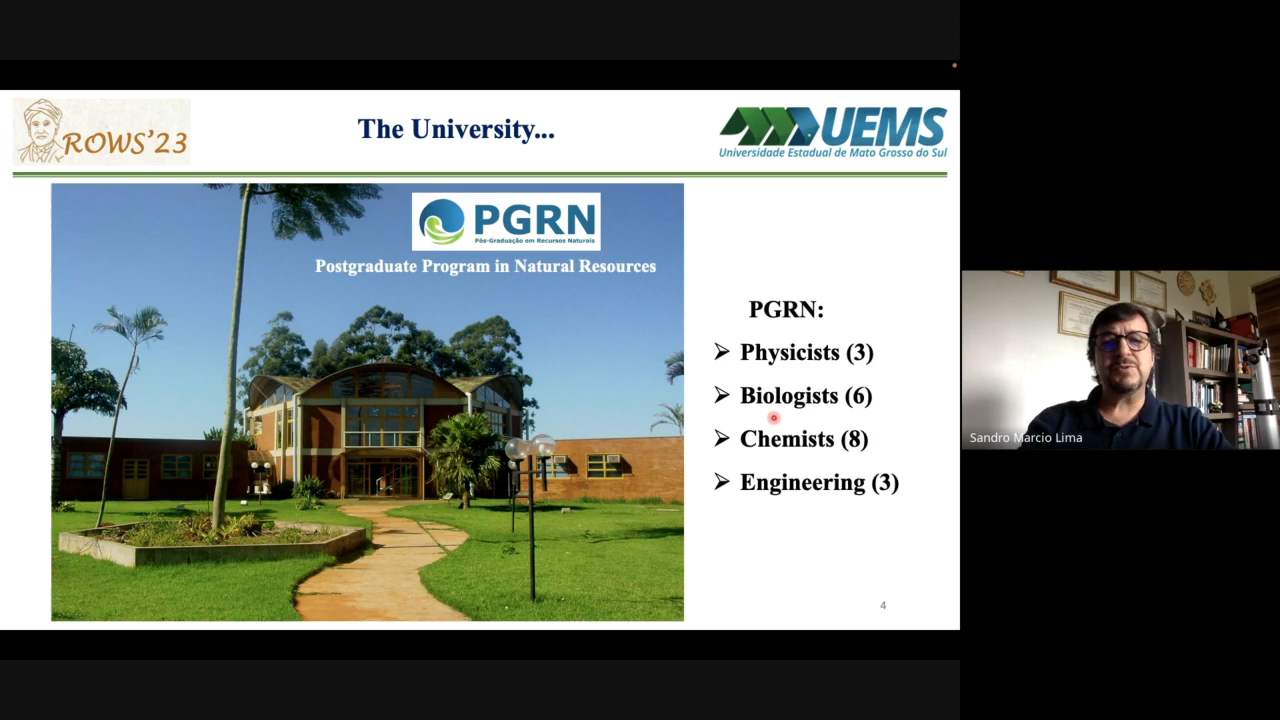 ROWS'23
The University...
UEMS
Universidade Estadual de Mato Grosso do Sul
PGRN
Pós-Graduação em Recursos Naturais
Postgraduate Program in Natural Resources
PGRN:
Physicists (3)
Biologists (6)
Chemists (8)
Engineering (3)
4
Sandro Marcio Lima